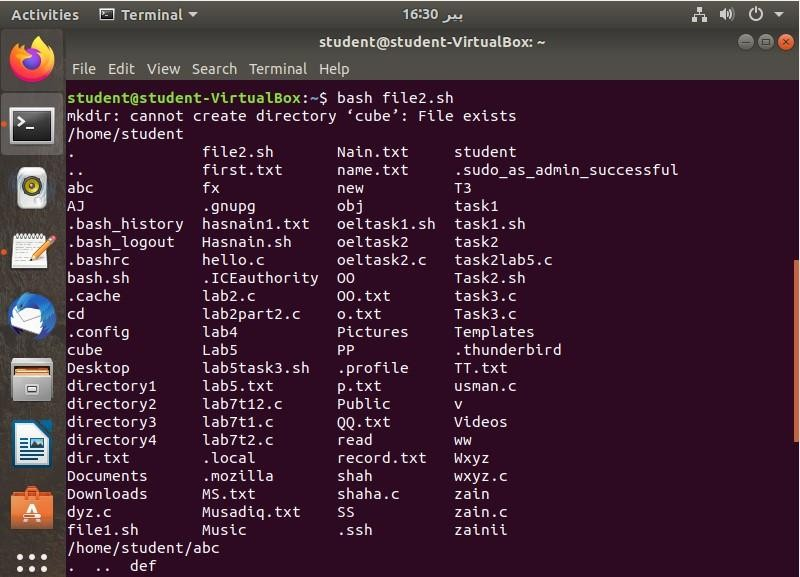 Activities Terminal پیر 16:30
student@student-VirtualBox: ~
File Edit View Search Terminal Help
student@student-VirtualBox:~$ bash file2.sh
mkdir: cannot create directory ‘cube’: File exists
/home/student
. file2.sh Nain.txt student
.. first.txt name.txt .sudo_as_admin_successful
abc fx new T3
AJ .gnupg obj task1
.bash_history hasnain1.txt oeltask1.sh task1.sh
.bash_logout Hasnain.sh oeltask2 task2
.bashrc hello.c oeltask2.c task2lab5.c
bash.sh .ICEauthority OO Task2.sh
.cache lab2.c OO.txt task3.c
cd lab2part2.c o.txt Task3.c
.config lab4 Pictures Templates
cube Lab5 PP .thunderbird
Desktop lab5task3.sh .profile TT.txt
directory1 lab5.txt p.txt usman.c
directory2 lab7t12.c Public v
directory3 lab7t1.c QQ.txt Videos
directory4 lab7t2.c read ww
dir.txt .local record.txt Wxyz
Documents .mozilla shah wxyz.c
Downloads MS.txt shaha.c zain
dyz.c Musadiq.txt SS zain.c
file1.sh Music .ssh zainii
/home/student/abc
. .. def